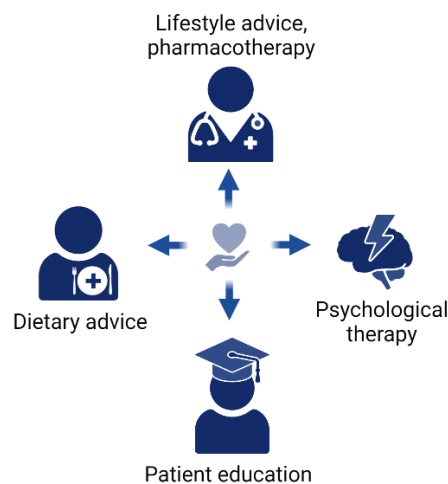 Lifestyle advice,
pharmacotherapy
Dietary advice
Psychological
therapy
Patient education